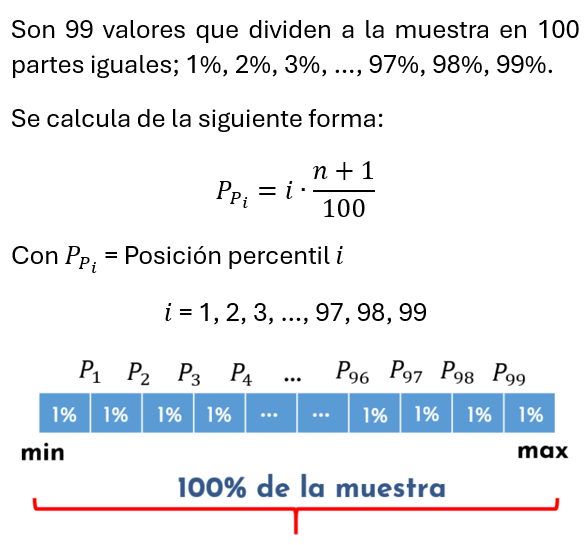 Son 99 valores que dividen a la muestra en 100
partes iguales; 1%, 2%, 3%, ..., 97%, 98%, 99%.
Se calcula de la siguiente forma:
P_{P_i} = i · \frac{n + 1}{100}
Con P_{P_i} = Posición percentil i
i = 1, 2, 3, ..., 97, 98, 99
P₁ P₂ P₃ P₄ ... P₉₆ P₉₇ P₉₈ P₉₉
1% 1% 1% 1% ... ... 1% 1% 1% 1%
min max
100% de la muestra